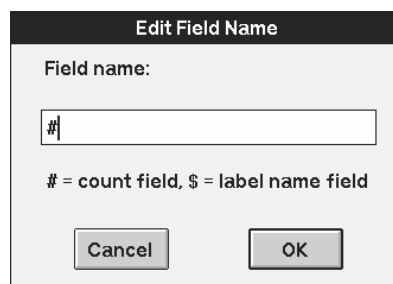 Edit Field Name
Field name:
#
# = count field, $ = label name field
Cancel OK